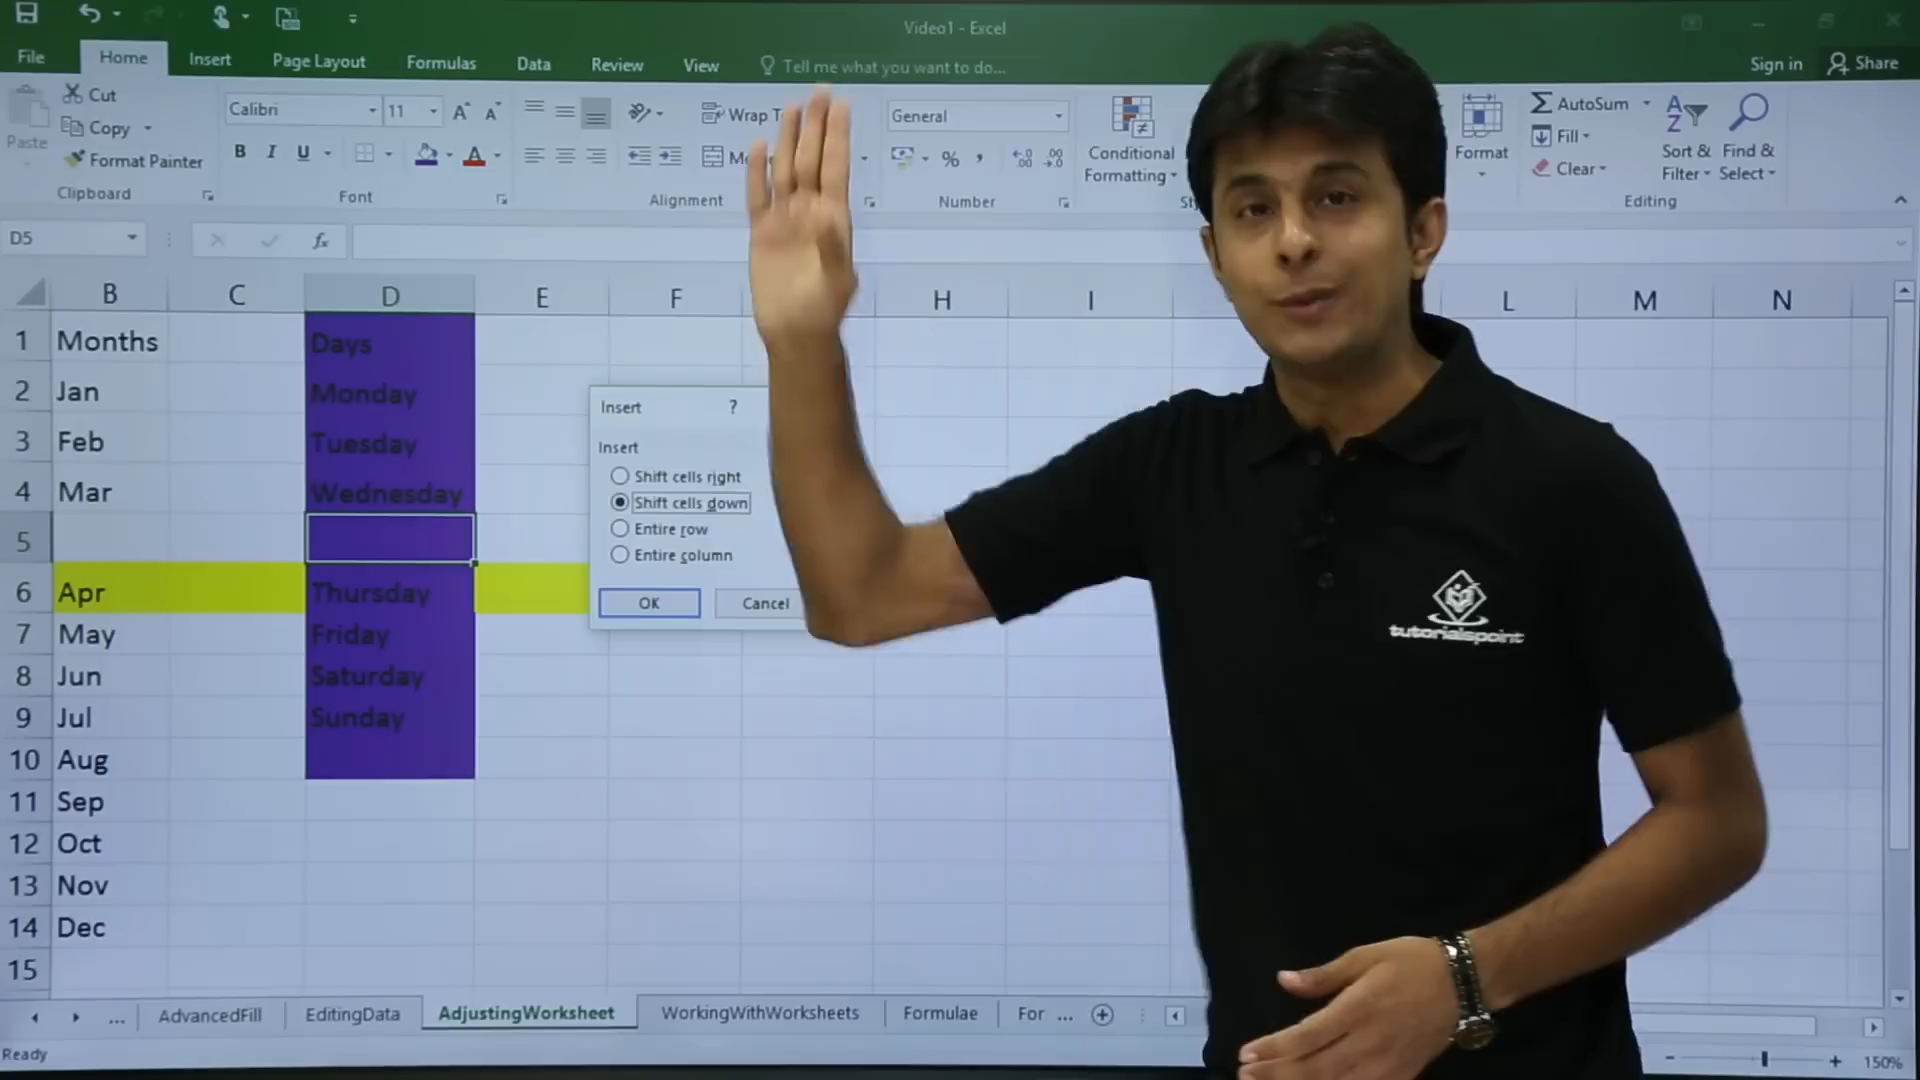 Video1 - Excel
File Home Insert Page Layout Formulas Data Review View Tell me what you want to do... Sign in Share
Paste
Cut
Copy
Format Painter
Clipboard
Calibri 11
B I U
Font
Wrap
Alignment
General
%
Number
Conditional
Formatting
Format
AutoSum
Fill
Clear
Sort &
Filter
Find &
Select
Editing
D5 fx
B C D E F H I L M N
1 Months Days
2 Jan Monday
3 Feb Tuesday
4 Mar Wednesday
5
6 Apr Thursday
7 May Friday
8 Jun Saturday
9 Jul Sunday
10 Aug
11 Sep
12 Oct
13 Nov
14 Dec
15
Insert ?
Insert
Shift cells right
Shift cells down
Entire row
Entire column
OK Cancel
tutorialspoint
... AdvancedFill EditingData AdjustingWorksheet WorkingWithWorksheets Formulae For ...
Ready
150%